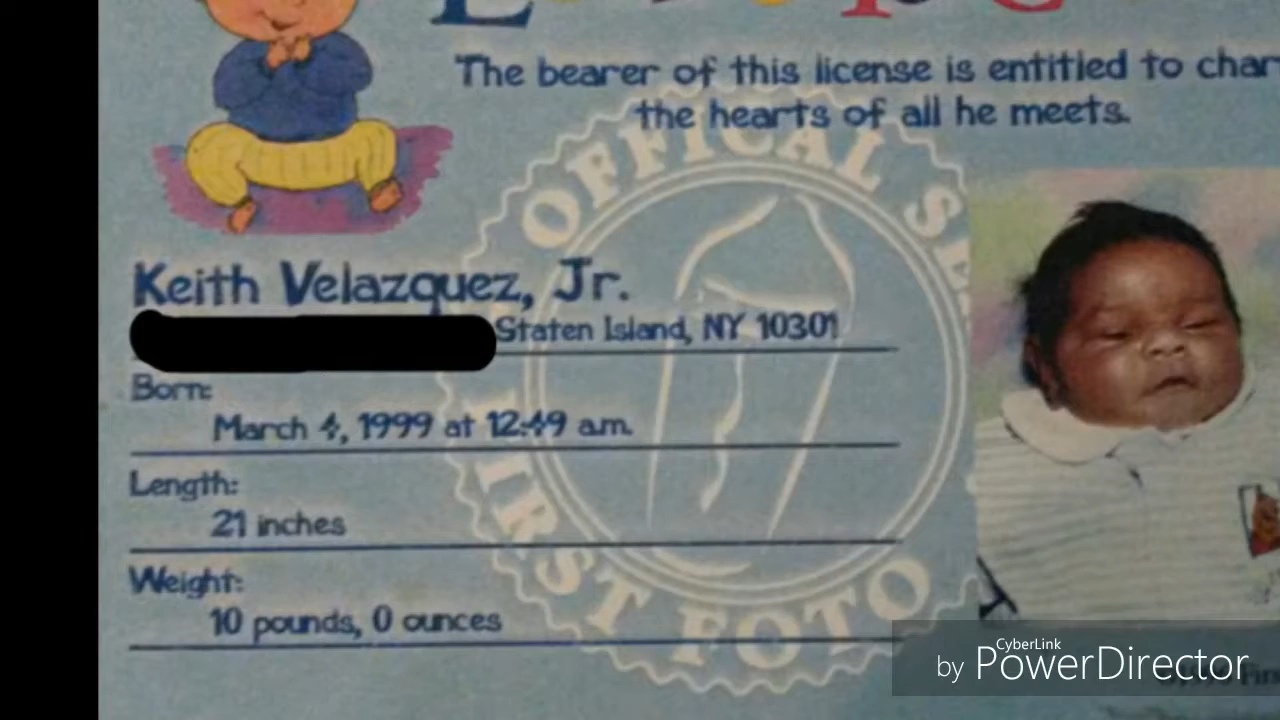 The bearer of this license is entitled to char
the hearts of all he meets.
OFFICAL SE
Keith Velazquez, Jr.
Staten Island, NY 10301
Born:
March 4, 1999 at 12:49 a.m.
Length:
21 inches
Weight:
10 pounds, 0 ounces
FIRST FOTO
CyberLink
by PowerDirector